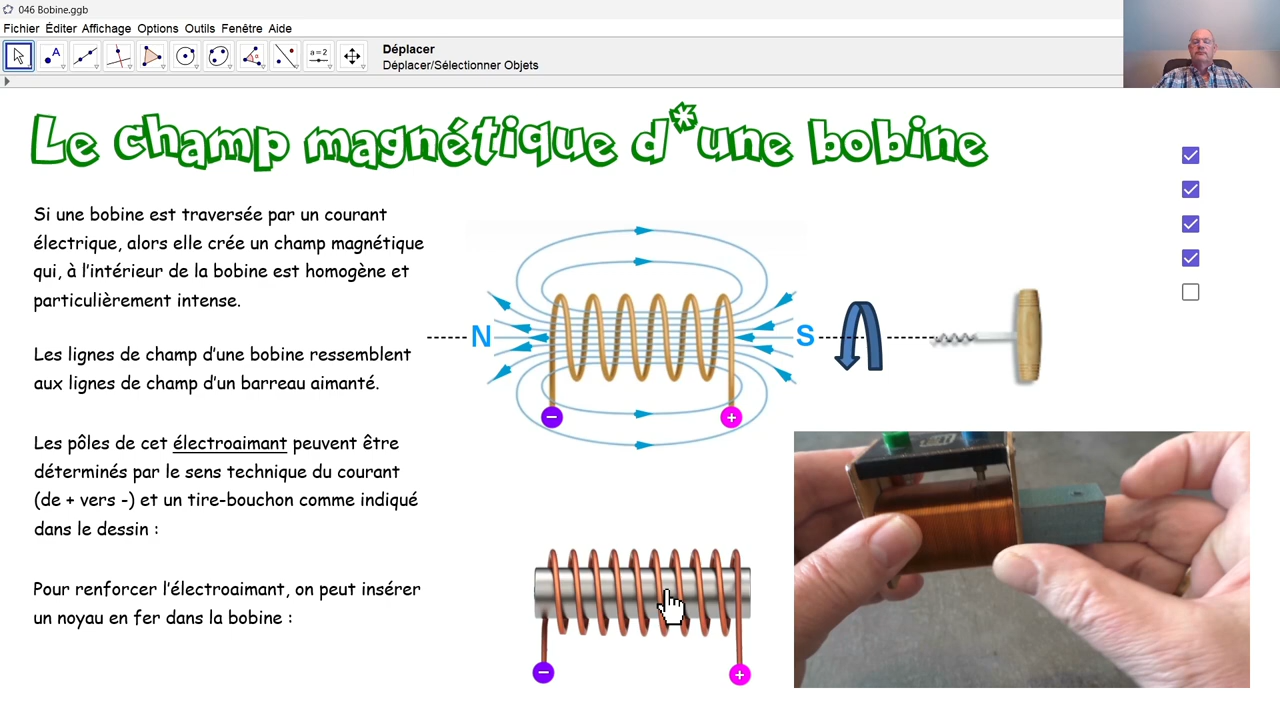 046 Bobine.ggb
Fichier Éditer Affichage Options Outils Fenêtre Aide
A
a=2
Déplacer
Déplacer/Sélectionner Objets
Le champ magnétique d*une bobine
Si une bobine est traversée par un courant
électrique, alors elle crée un champ magnétique
qui, à l’intérieur de la bobine est homogène et
particulièrement intense.
Les lignes de champ d’une bobine ressemblent
aux lignes de champ d’un barreau aimanté.
Les pôles de cet électroaimant peuvent être
déterminés par le sens technique du courant
(de + vers -) et un tire-bouchon comme indiqué
dans le dessin :
Pour renforcer l’électroaimant, on peut insérer
un noyau en fer dans la bobine :
N
S
− +
− +